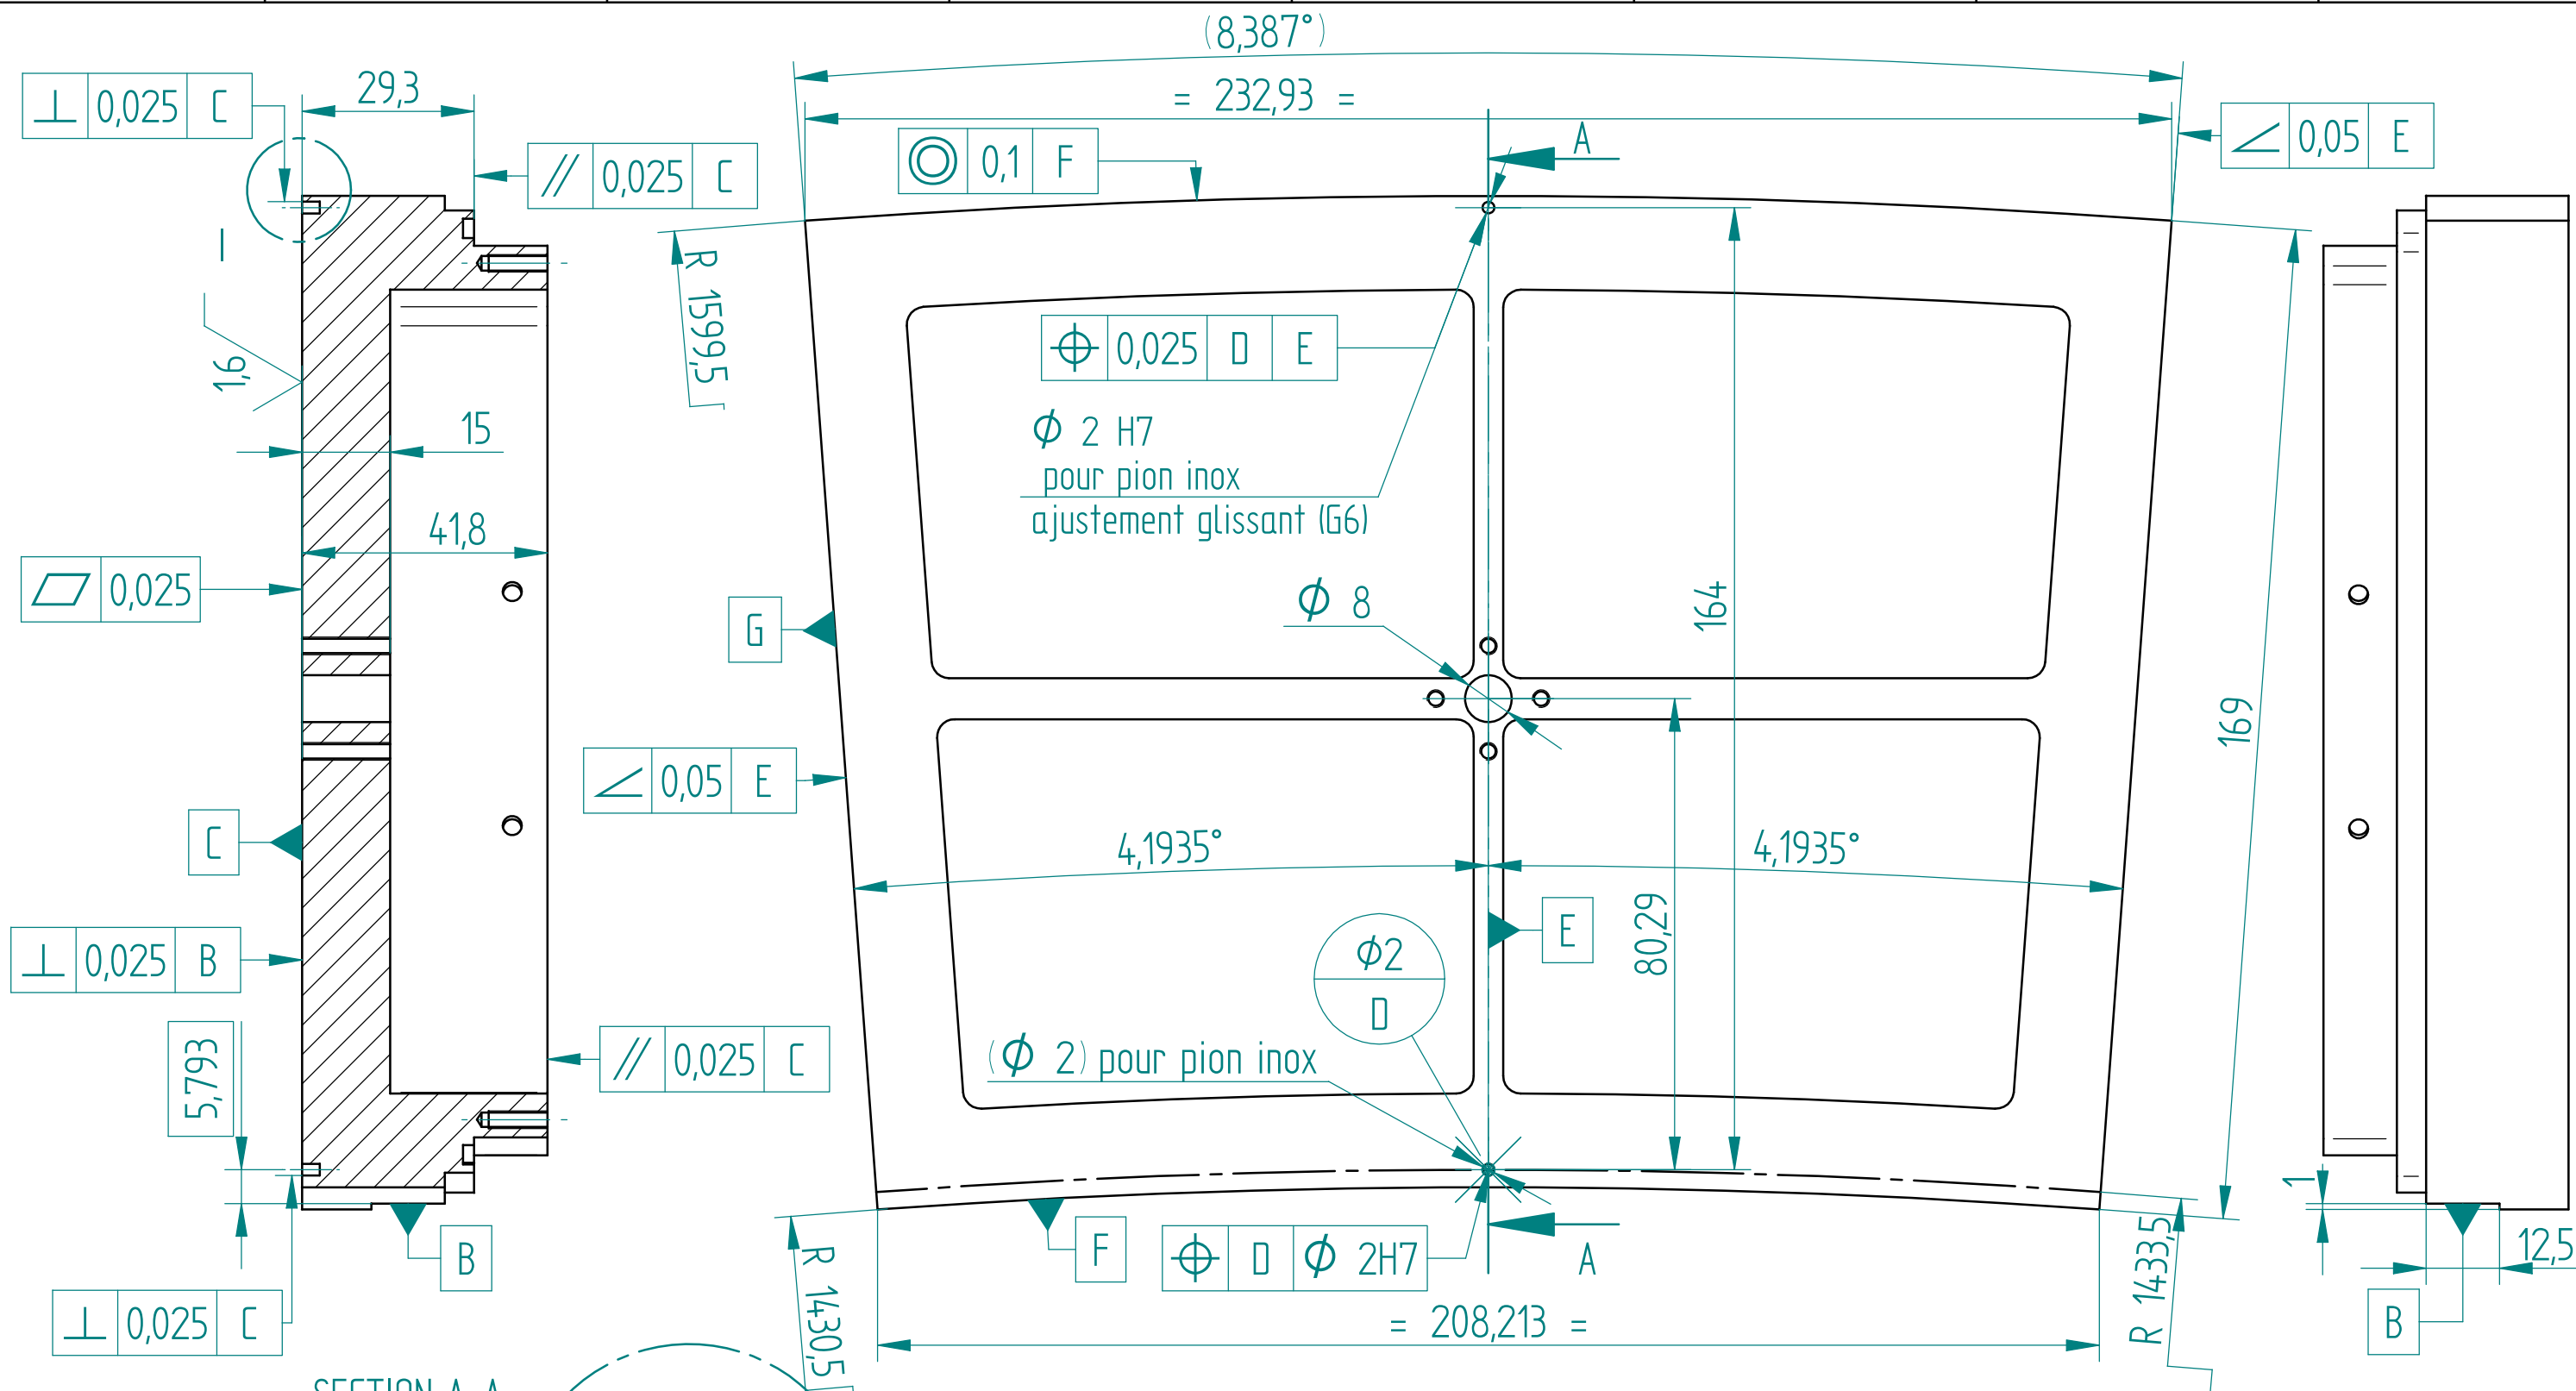 (8,387°)
= 232,93 =
29,3
⊥ 0,025 C
// 0,025 C
◎ 0,1 F
A
∠ 0,05 E
I
R 1599,5
1,6
⌖ 0,025 D E
15
ϕ 2 H7
pour pion inox
ajustement glissant (G6)
41,8
⏥ 0,025
G
ϕ 8
164
169
∠ 0,05 E
C
4,1935°
4,1935°
80,29
E
⊥ 0,025 B
ϕ2
D
5,793
// 0,025 C
(ϕ 2) pour pion inox
1
B
F
⌖ D ϕ 2H7
A
12,5
R 1430,5
R 1433,5
⊥ 0,025 C
= 208,213 =
B
SECTION A-A